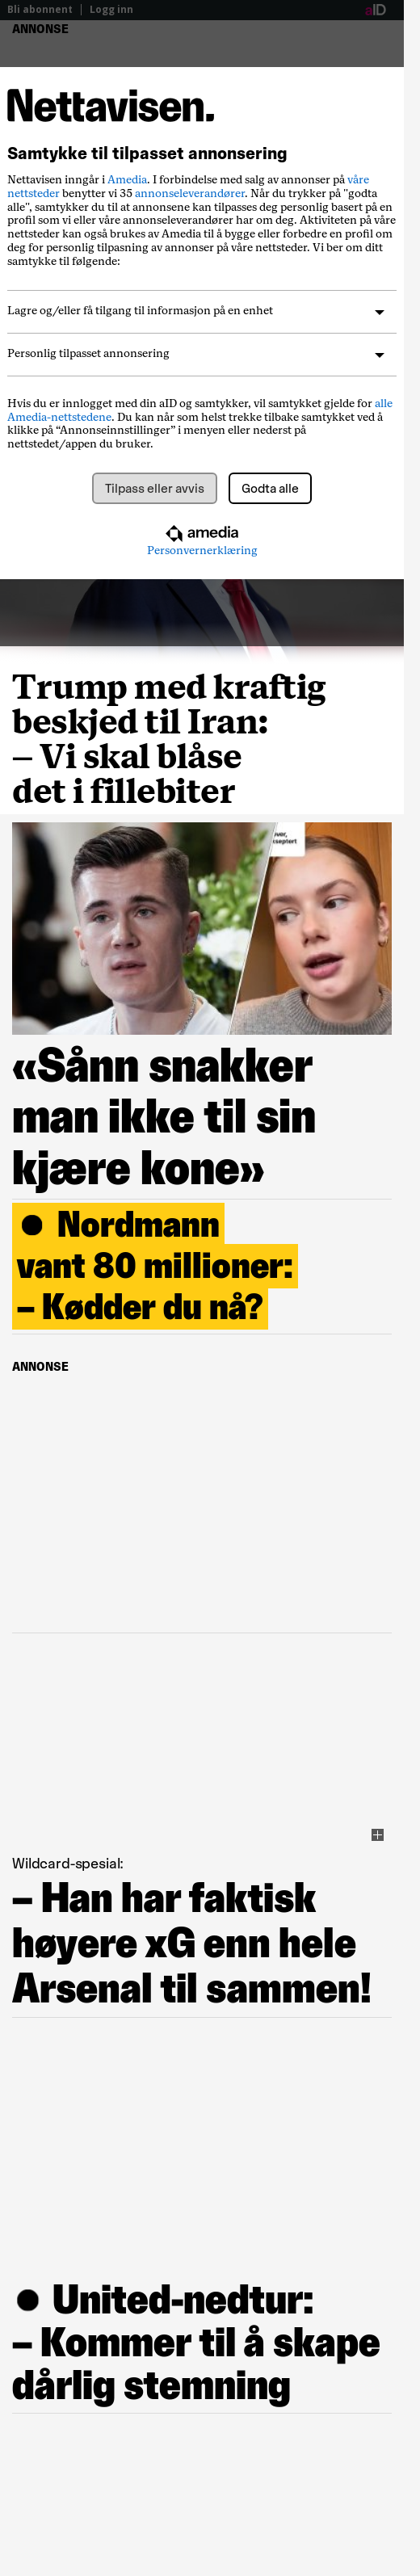 Bli abonnent | Logg inn aID
ANNONSE
Nettavisen.
Samtykke til tilpasset annonsering
Nettavisen inngår i Amedia. I forbindelse med salg av annonser på våre
nettsteder benytter vi 35 annonseleverandører. Når du trykker på "godta
alle", samtykker du til at annonsene kan tilpasses deg personlig basert på en
profil som vi eller våre annonseleverandører har om deg. Aktiviteten på våre
nettsteder kan også brukes av Amedia til å bygge eller forbedre en profil om
deg for personlig tilpasning av annonser på våre nettsteder. Vi ber om ditt
samtykke til følgende:
Lagre og/eller få tilgang til informasjon på en enhet
Personlig tilpasset annonsering
Hvis du er innlogget med din aID og samtykker, vil samtykket gjelde for alle
Amedia-nettstedene. Du kan når som helst trekke tilbake samtykket ved å
klikke på “Annonseinnstillinger” i menyen eller nederst på
nettstedet/appen du bruker.
Tilpass eller avvis Godta alle
amedia
Personvernerklæring
Trump med kraftig
beskjed til Iran:
– Vi skal blåse
det i fillebiter
«Sånn snakker
man ikke til sin
kjære kone»
● Nordmann
vant 80 millioner:
– Kødder du nå?
ANNONSE
Wildcard-spesial:
– Han har faktisk
høyere xG enn hele
Arsenal til sammen!
● United-nedtur:
– Kommer til å skape
dårlig stemning